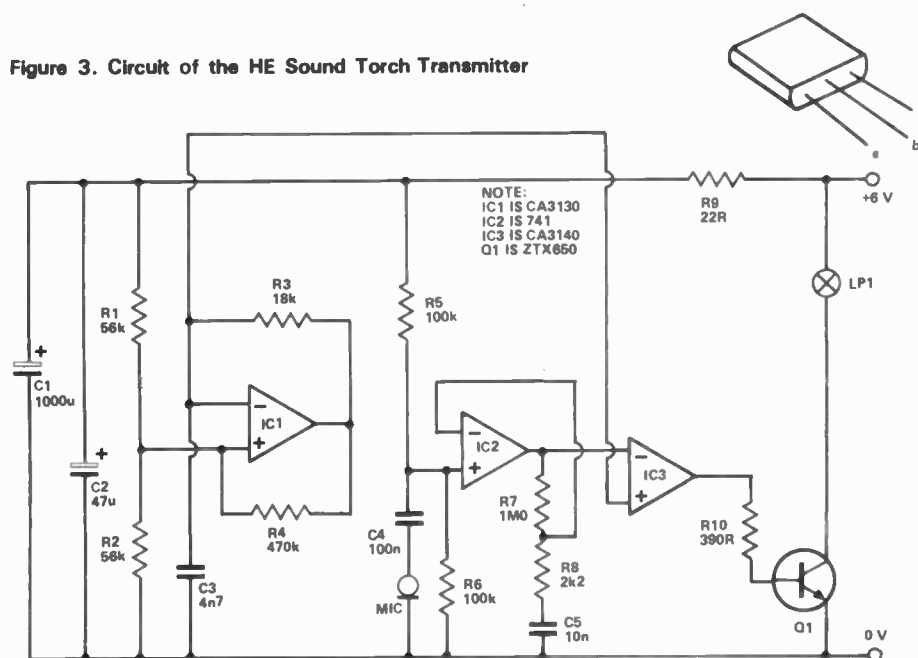 Figure 3. Circuit of the HE Sound Torch Transmitter
a
b
NOTE:
IC1 IS CA3130
IC2 IS 741
IC3 IS CA3140
Q1 IS ZTX650
R9
22R
+6 V
LP1
R1
56k
R3
18k
R5
100k
+
C1
1000u
−
+
IC1
−
+
IC2
−
+
IC3
+
C2
47u
R7
1M0
R10
390R
R2
56k
R4
470k
C4
100n
R8
2k2
C3
4n7
MIC
R6
100k
C5
10n
Q1
0 V